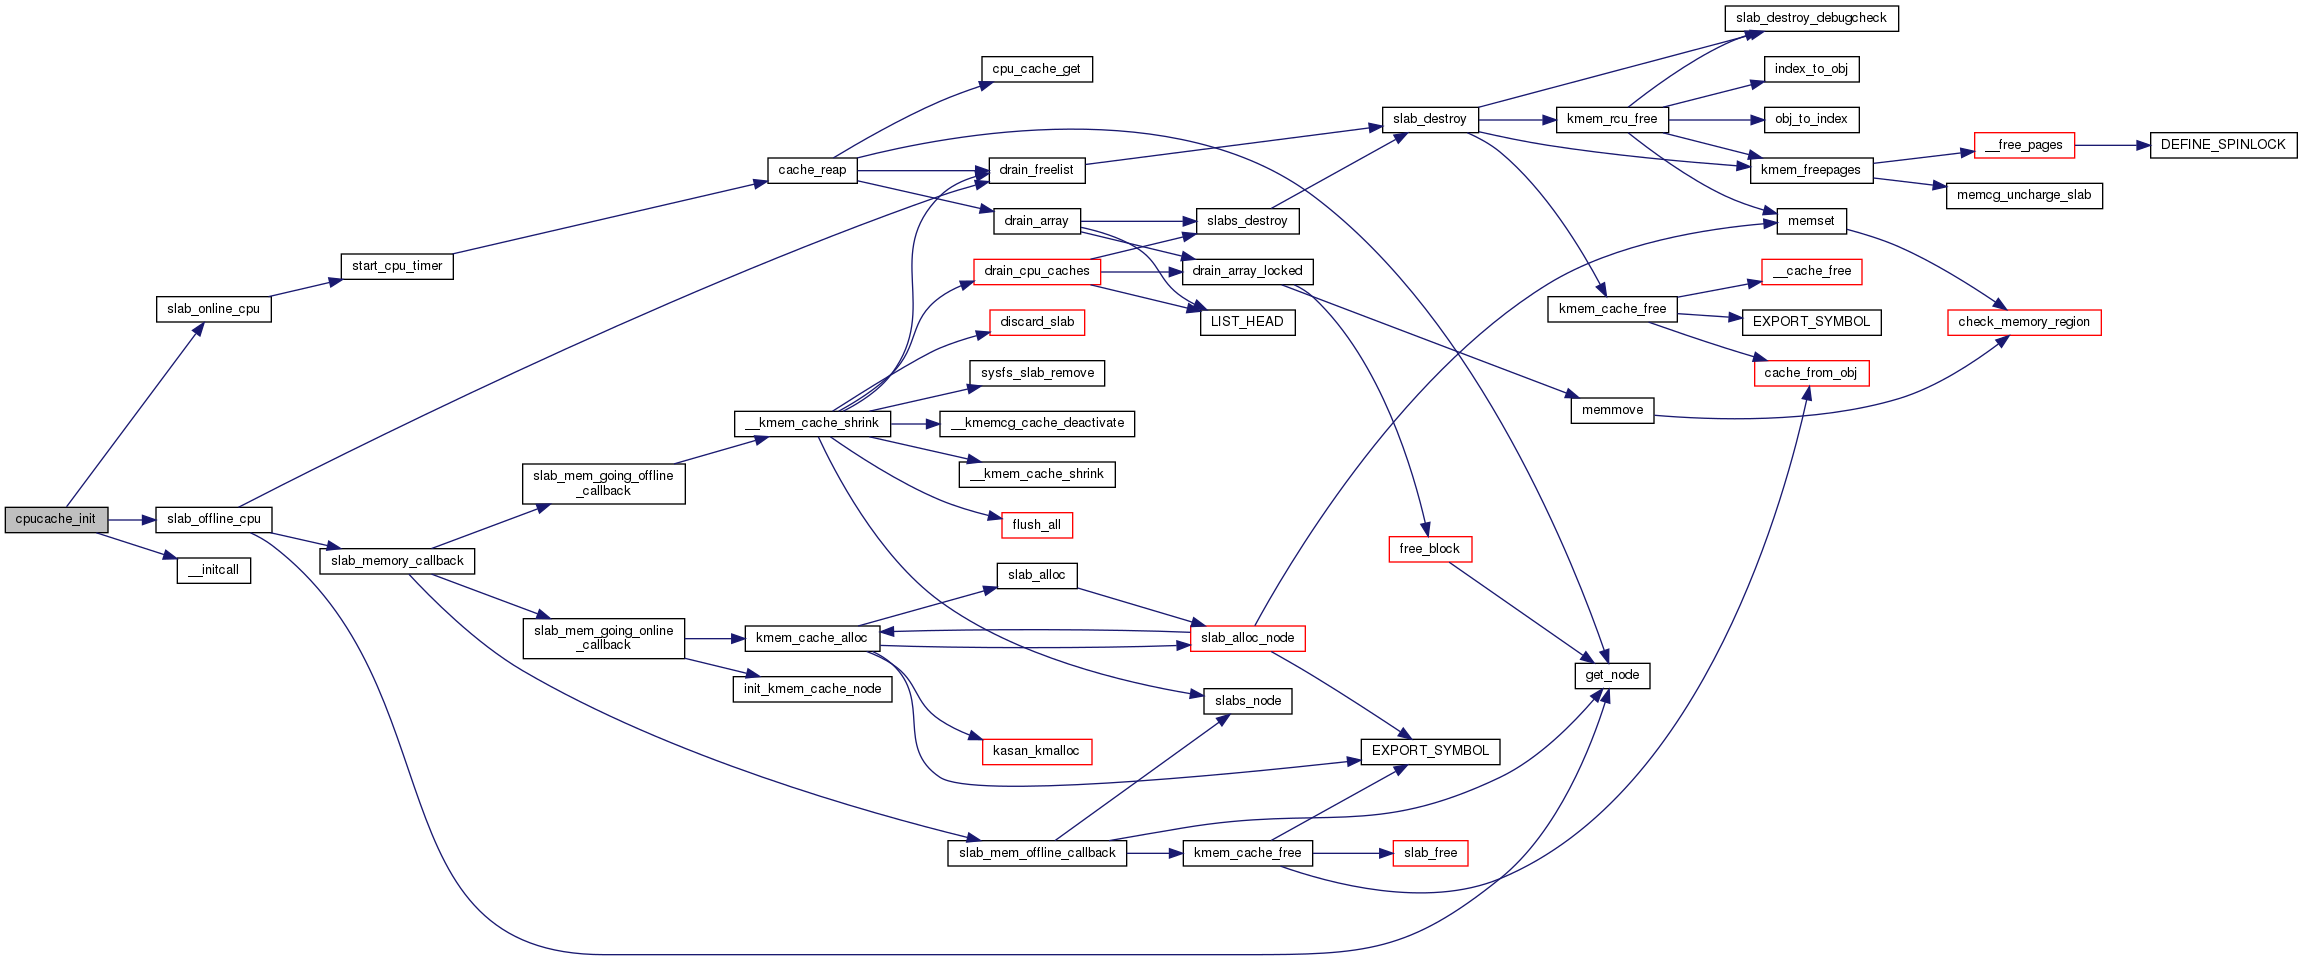 slab_destroy_debugcheck
cpu_cache_get
index_to_obj
slab_destroy
kmem_rcu_free
obj_to_index
__free_pages
DEFINE_SPINLOCK
cache_reap
drain_freelist
kmem_freepages
memcg_uncharge_slab
drain_array
slabs_destroy
memset
start_cpu_timer
drain_cpu_caches
drain_array_locked
__cache_free
slab_online_cpu
kmem_cache_free
discard_slab
LIST_HEAD
EXPORT_SYMBOL
check_memory_region
sysfs_slab_remove
cache_from_obj
memmove
__kmem_cache_shrink
__kmemcg_cache_deactivate
__kmem_cache_shrink
slab_mem_going_offline
_callback
cpucache_init
slab_offline_cpu
flush_all
free_block
slab_memory_callback
__initcall
slab_alloc
slab_mem_going_online
_callback
kmem_cache_alloc
slab_alloc_node
get_node
init_kmem_cache_node
slabs_node
kasan_kmalloc
EXPORT_SYMBOL
slab_mem_offline_callback
kmem_cache_free
slab_free